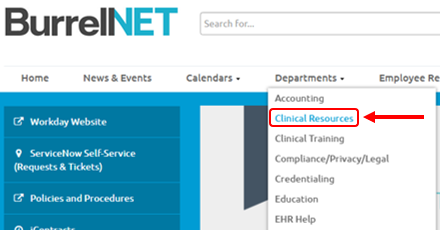 BurrellNET
Search for...
Home News & Events Calendars Departments Employee Re
Accounting
Clinical Resources
Clinical Training
Compliance/Privacy/Legal
Credentialing
Education
EHR Help
Workday Website
ServiceNow Self-Service
(Requests & Tickets)
Policies and Procedures
iContracts